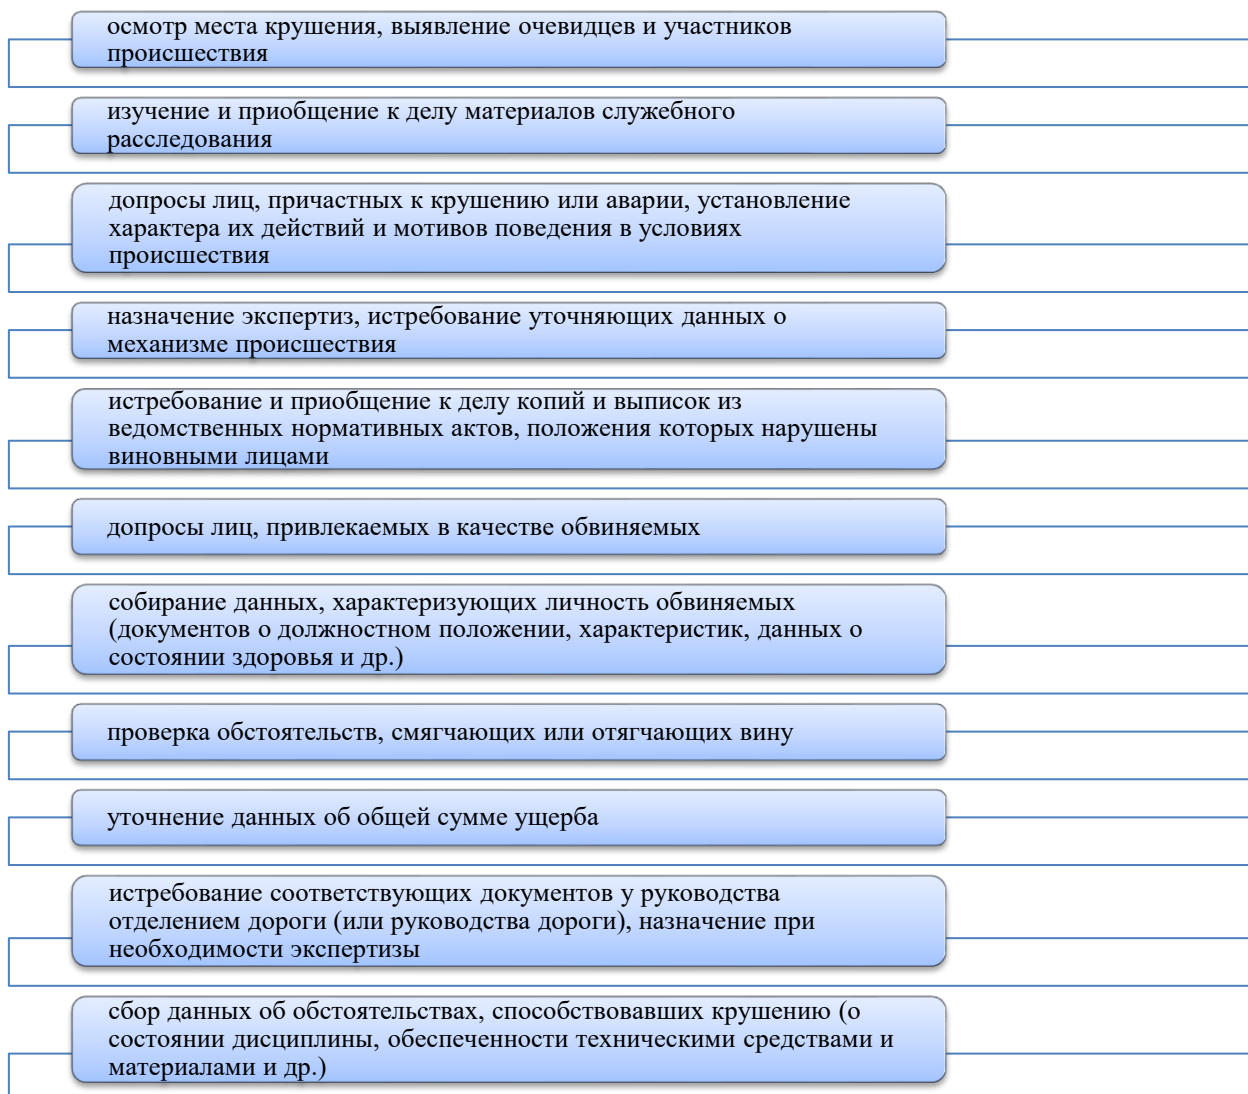 осмотр места крушения, выявление очевидцев и участников
происшествия
изучение и приобщение к делу материалов служебного
расследования
допросы лиц, причастных к крушению или аварии, установление
характера их действий и мотивов поведения в условиях
происшествия
назначение экспертиз, истребование уточняющих данных о
механизме происшествия
истребование и приобщение к делу копий и выписок из
ведомственных нормативных актов, положения которых нарушены
виновными лицами
допросы лиц, привлекаемых в качестве обвиняемых
собирание данных, характеризующих личность обвиняемых
(документов о должностном положении, характеристик, данных о
состоянии здоровья и др.)
проверка обстоятельств, смягчающих или отягчающих вину
уточнение данных об общей сумме ущерба
истребование соответствующих документов у руководства
отделением дороги (или руководства дороги), назначение при
необходимости экспертизы
сбор данных об обстоятельствах, способствовавших крушению (о
состоянии дисциплины, обеспеченности техническими средствами и
материалами и др.)